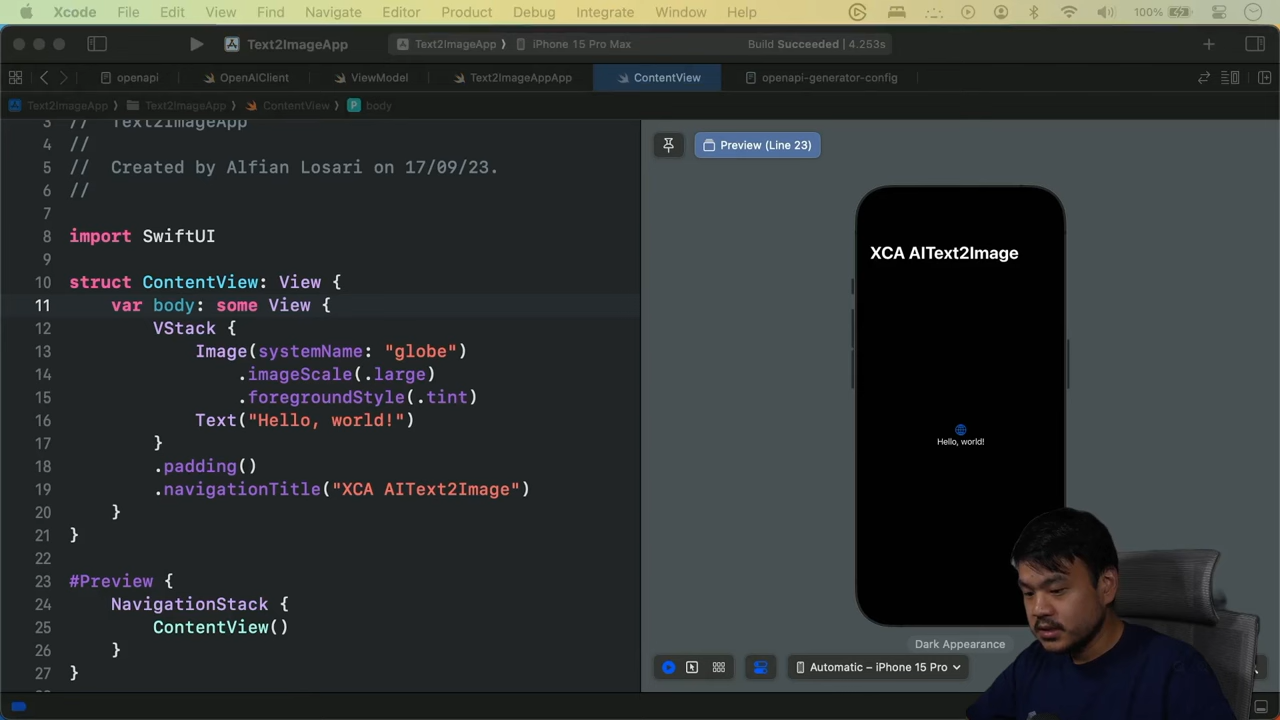 Xcode File Edit View Find Navigate Editor Product Debug Integrate Window Help 100%
Text2ImageApp Text2ImageApp iPhone 15 Pro Max Build Succeeded | 4.253s
openapi OpenAIClient ViewModel Text2ImageAppApp ContentView openapi-generator-config
Text2ImageApp Text2ImageApp ContentView P body
3 // Text2ImageApp
4 //
5 // Created by Alfian Losari on 17/09/23.
6 //
7
8 import SwiftUI
9
10 struct ContentView: View {
11 var body: some View {
12 VStack {
13 Image(systemName: "globe")
14 .imageScale(.large)
15 .foregroundStyle(.tint)
16 Text("Hello, world!")
17 }
18 .padding()
19 .navigationTitle("XCA AIText2Image")
20 }
21 }
22
23 #Preview {
24 NavigationStack {
25 ContentView()
26 }
27 }
Preview (Line 23)
XCA AIText2Image
Hello, world!
Dark Appearance
Automatic – iPhone 15 Pro